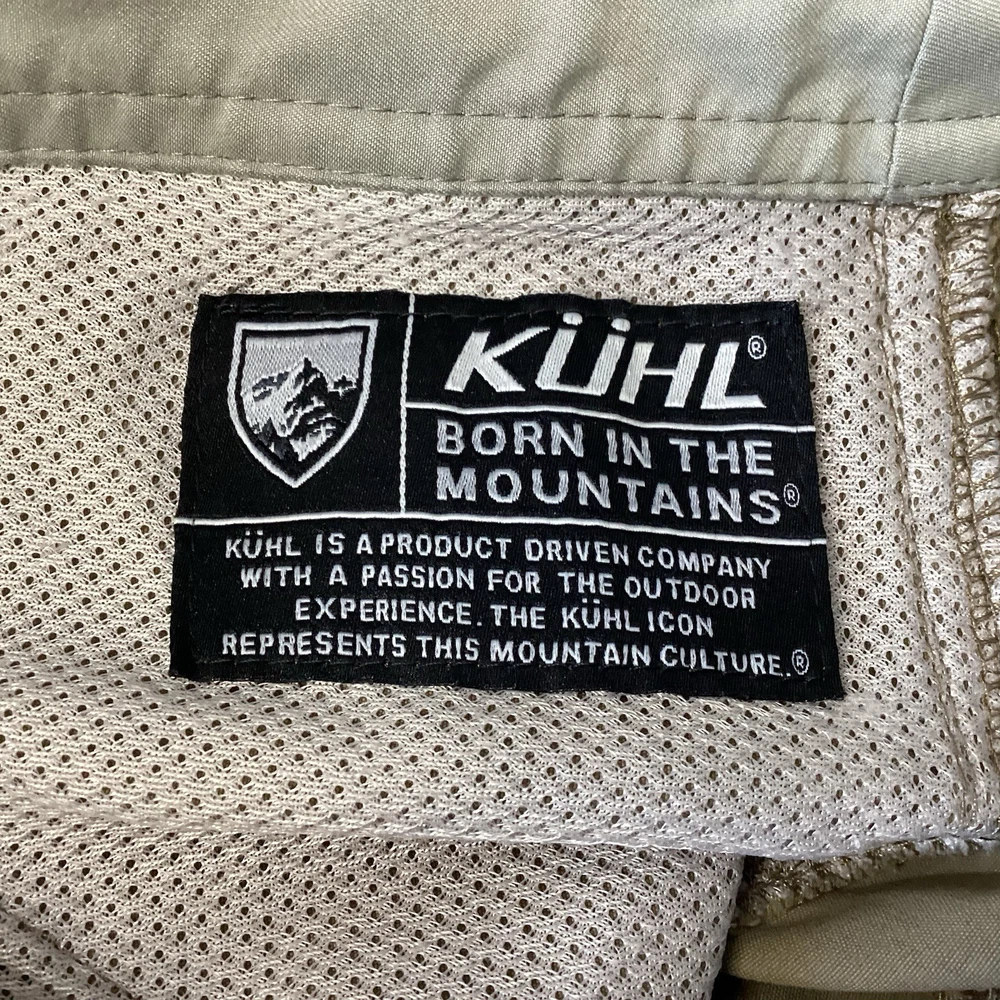 KÜHL®
BORN IN THE
MOUNTAINS®
KÜHL IS A PRODUCT DRIVEN COMPANY
WITH A PASSION FOR THE OUTDOOR
EXPERIENCE. THE KÜHL ICON
REPRESENTS THIS MOUNTAIN CULTURE.®